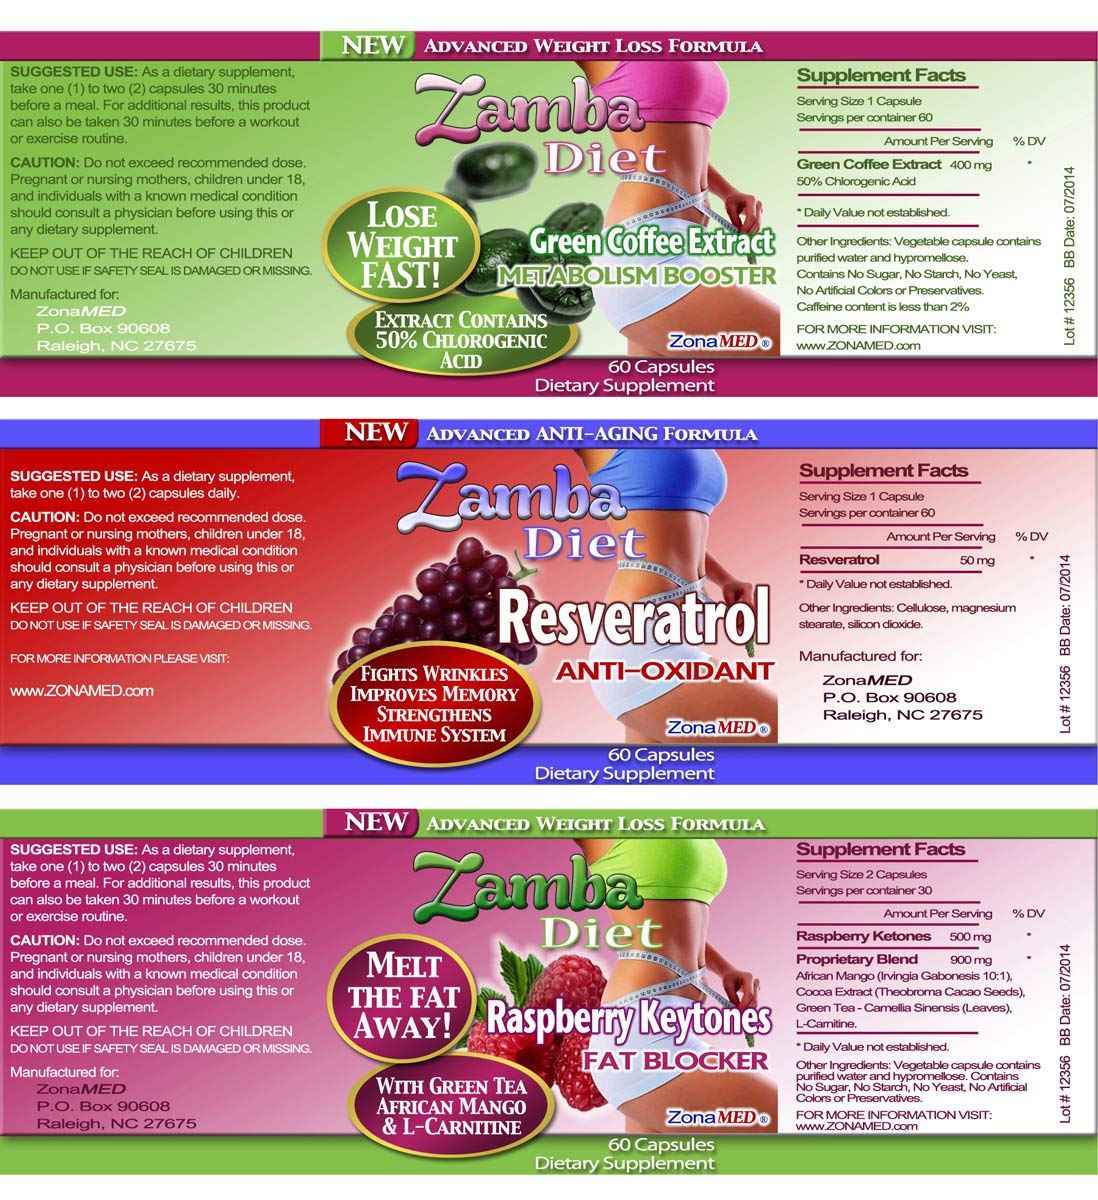 NEW ADVANCED WEIGHT LOSS FORMULA
SUGGESTED USE: As a dietary supplement,
take one (1) to two (2) capsules 30 minutes
before a meal. For additional results, this product
can also be taken 30 minutes before a workout
or exercise routine.
CAUTION: Do not exceed recommended dose.
Pregnant or nursing mothers, children under 18,
and individuals with a known medical condition
should consult a physician before using this or
any dietary supplement.
KEEP OUT OF THE REACH OF CHILDREN
DO NOT USE IF SAFETY SEAL IS DAMAGED OR MISSING.
Manufactured for:
ZonaMED
P.O. Box 90608
Raleigh, NC 27675
Zamba
Diet
LOSE
WEIGHT
FAST!
Green Coffee Extract
METABOLISM BOOSTER
EXTRACT CONTAINS
50% CHLOROGENIC
ACID
ZonaMED ®
60 Capsules
Dietary Supplement
Supplement Facts
Serving Size 1 Capsule
Servings per container 60
Amount Per Serving % DV
Green Coffee Extract 400 mg *
50% Chlorogenic Acid
* Daily Value not established.
Other Ingredients: Vegetable capsule contains
purified water and hypromellose.
Contains No Sugar, No Starch, No Yeast,
No Artificial Colors or Preservatives.
Caffeine content is less than 2%
FOR MORE INFORMATION VISIT:
www.ZONAMED.com
Lot # 12356 BB Date: 07/2014
NEW ADVANCED ANTI-AGING FORMULA
SUGGESTED USE: As a dietary supplement,
take one (1) to two (2) capsules daily.
CAUTION: Do not exceed recommended dose.
Pregnant or nursing mothers, children under 18,
and individuals with a known medical condition
should consult a physician before using this or
any dietary supplement.
KEEP OUT OF THE REACH OF CHILDREN
DO NOT USE IF SAFETY SEAL IS DAMAGED OR MISSING.
FOR MORE INFORMATION PLEASE VISIT:
www.ZONAMED.com
Zamba
Diet
Resveratrol
ANTI-OXIDANT
FIGHTS WRINKLES
IMPROVES MEMORY
STRENGTHENS
IMMUNE SYSTEM
ZonaMED ®
60 Capsules
Dietary Supplement
Supplement Facts
Serving Size 1 Capsule
Servings per container 60
Amount Per Serving % DV
Resveratrol 50 mg *
* Daily Value not established.
Other Ingredients: Cellulose, magnesium
stearate, silicon dioxide.
Manufactured for:
ZonaMED
P.O. Box 90608
Raleigh, NC 27675
Lot # 12356 BB Date: 07/2014
NEW ADVANCED WEIGHT LOSS FORMULA
SUGGESTED USE: As a dietary supplement,
take one (1) to two (2) capsules 30 minutes
before a meal. For additional results, this product
can also be taken 30 minutes before a workout
or exercise routine.
CAUTION: Do not exceed recommended dose.
Pregnant or nursing mothers, children under 18,
and individuals with a known medical condition
should consult a physician before using this or
any dietary supplement.
KEEP OUT OF THE REACH OF CHILDREN
DO NOT USE IF SAFETY SEAL IS DAMAGED OR MISSING.
Manufactured for:
ZonaMED
P.O. Box 90608
Raleigh, NC 27675
Zamba
Diet
MELT
THE FAT
AWAY!
Raspberry Keytones
FAT BLOCKER
WITH GREEN TEA
AFRICAN MANGO
& L-CARNITINE
ZonaMED ®
60 Capsules
Dietary Supplement
Supplement Facts
Serving Size 2 Capsules
Servings per container 30
Amount Per Serving % DV
Raspberry Ketones 500 mg *
Proprietary Blend 900 mg *
African Mango (Irvingia Gabonesis 10:1),
Cocoa Extract (Theobroma Cacao Seeds),
Green Tea - Camellia Sinensis (Leaves),
L-Carnitine.
* Daily Value not established.
Other Ingredients: Vegetable capsule contains
purified water and hypromellose. Contains
No Sugar, No Starch, No Yeast, No Artificial
Colors or Preservatives.
FOR MORE INFORMATION VISIT:
www.ZONAMED.com
Lot # 12356 BB Date: 07/2014